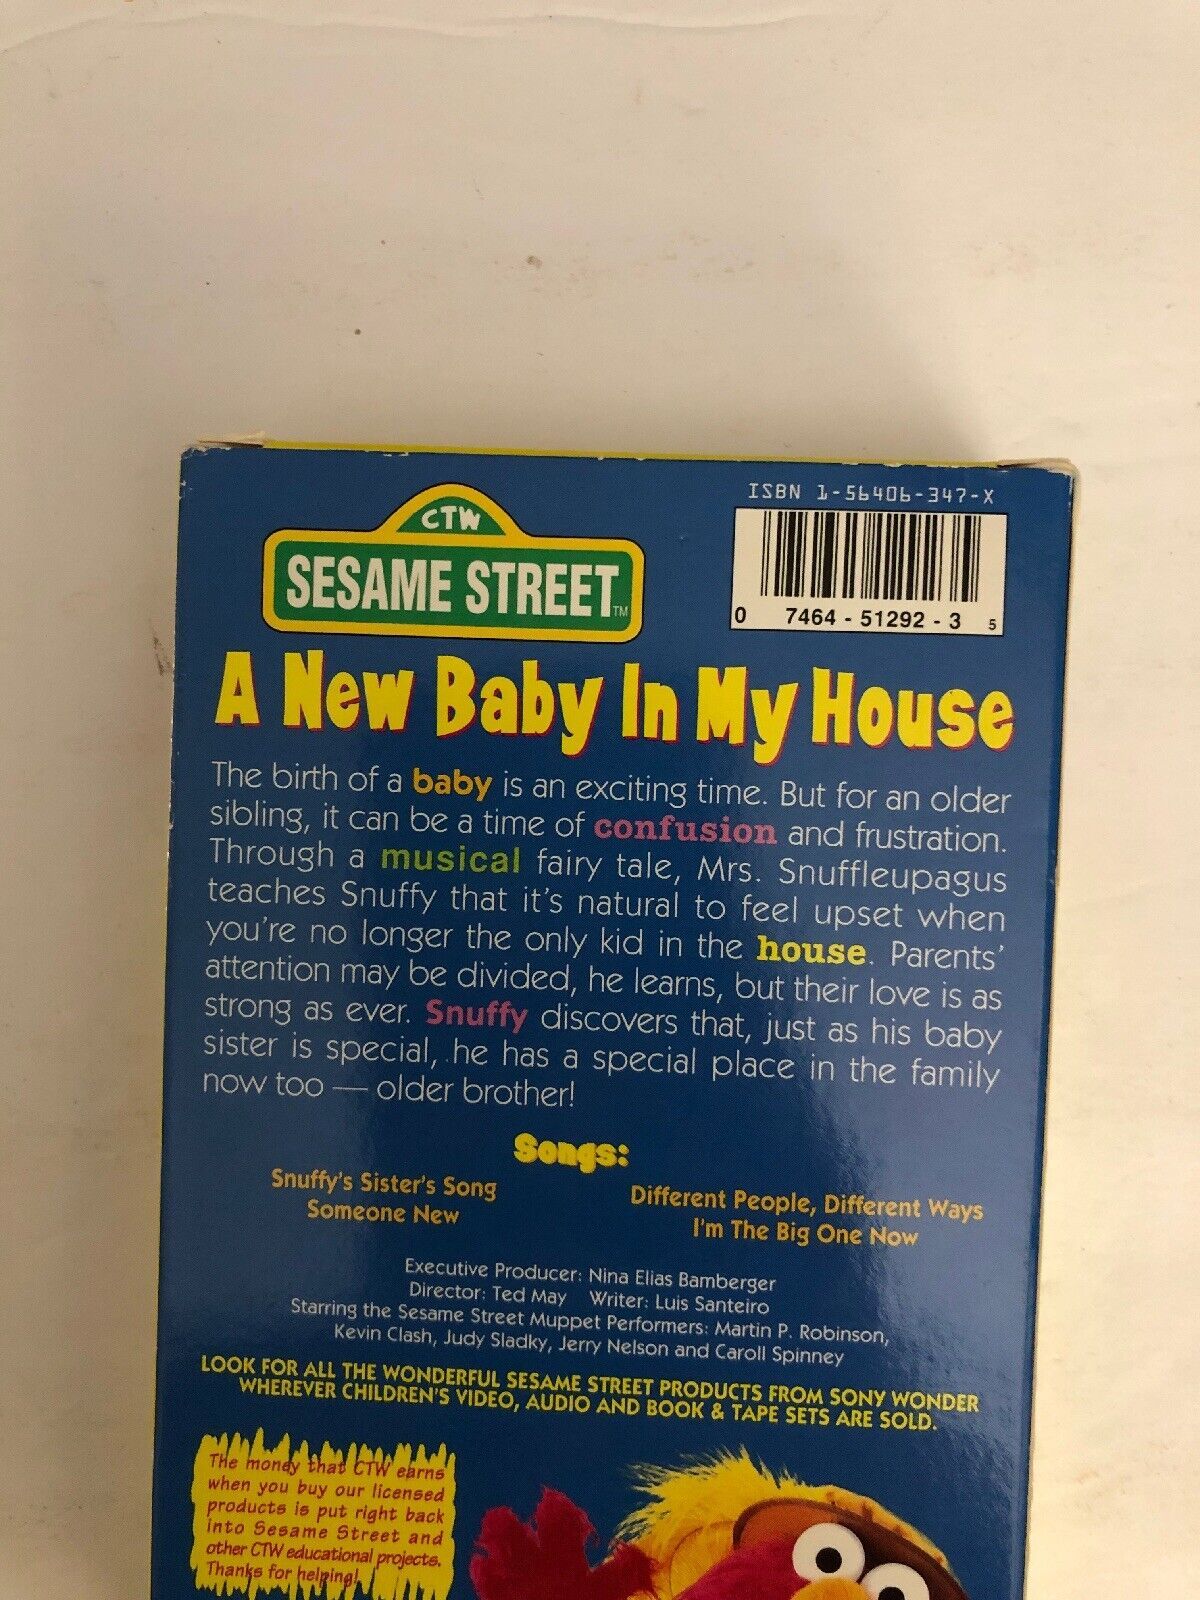 ISBN 1-56406-347-X
CTW
SESAME STREET TM
0 7464 - 51292 - 3 5
A New Baby In My House
The birth of a baby is an exciting time. But for an older
sibling, it can be a time of confusion and frustration.
Through a musical fairy tale, Mrs. Snuffleupagus
teaches Snuffy that it's natural to feel upset when
you're no longer the only kid in the house. Parents'
attention may be divided, he learns, but their love is as
strong as ever. Snuffy discovers that, just as his baby
sister is special, he has a special place in the family
now too — older brother!
Songs:
Snuffy's Sister's Song
Someone New
Different People, Different Ways
I'm The Big One Now
Executive Producer: Nina Elias Bamberger
Director: Ted May Writer: Luis Santeiro
Starring the Sesame Street Muppet Performers: Martin P. Robinson,
Kevin Clash, Judy Sladky, Jerry Nelson and Caroll Spinney
LOOK FOR ALL THE WONDERFUL SESAME STREET PRODUCTS FROM SONY WONDER
WHEREVER CHILDREN'S VIDEO, AUDIO AND BOOK & TAPE SETS ARE SOLD.
The money that CTW earns
when you buy our licensed
products is put right back
into Sesame Street and
other CTW educational projects.
Thanks for helping!